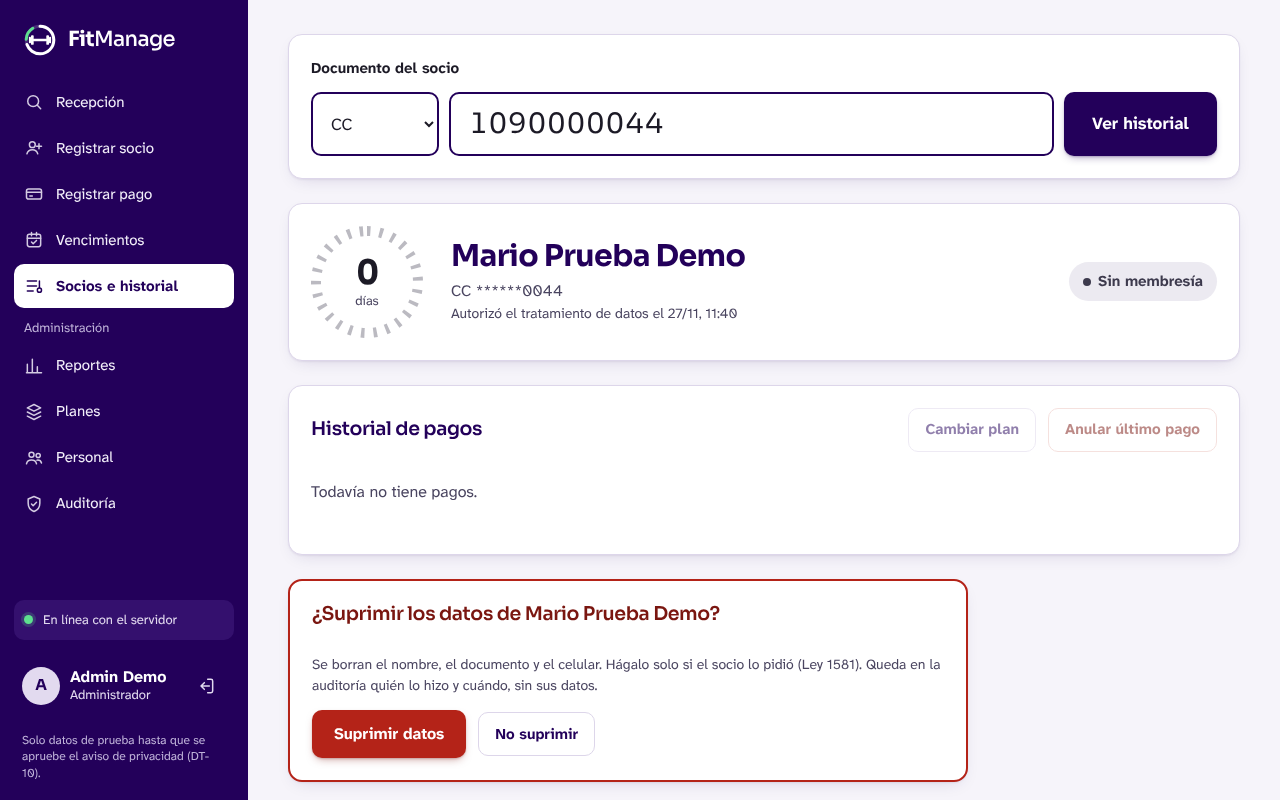 FitManage
Recepción
Registrar socio
Registrar pago
Vencimientos
Socios e historial
Administración
Reportes
Planes
Personal
Auditoría
En línea con el servidor
A
Admin Demo
Administrador
Solo datos de prueba hasta que se
apruebe el aviso de privacidad (DT-
10).
Documento del socio
CC
1090000044
Ver historial
0
días
Mario Prueba Demo
CC ******0044
Autorizó el tratamiento de datos el 27/11, 11:40
Sin membresía
Historial de pagos
Cambiar plan
Anular último pago
Todavía no tiene pagos.
¿Suprimir los datos de Mario Prueba Demo?
Se borran el nombre, el documento y el celular. Hágalo solo si el socio lo pidió (Ley 1581). Queda en la
auditoría quién lo hizo y cuándo, sin sus datos.
Suprimir datos
No suprimir